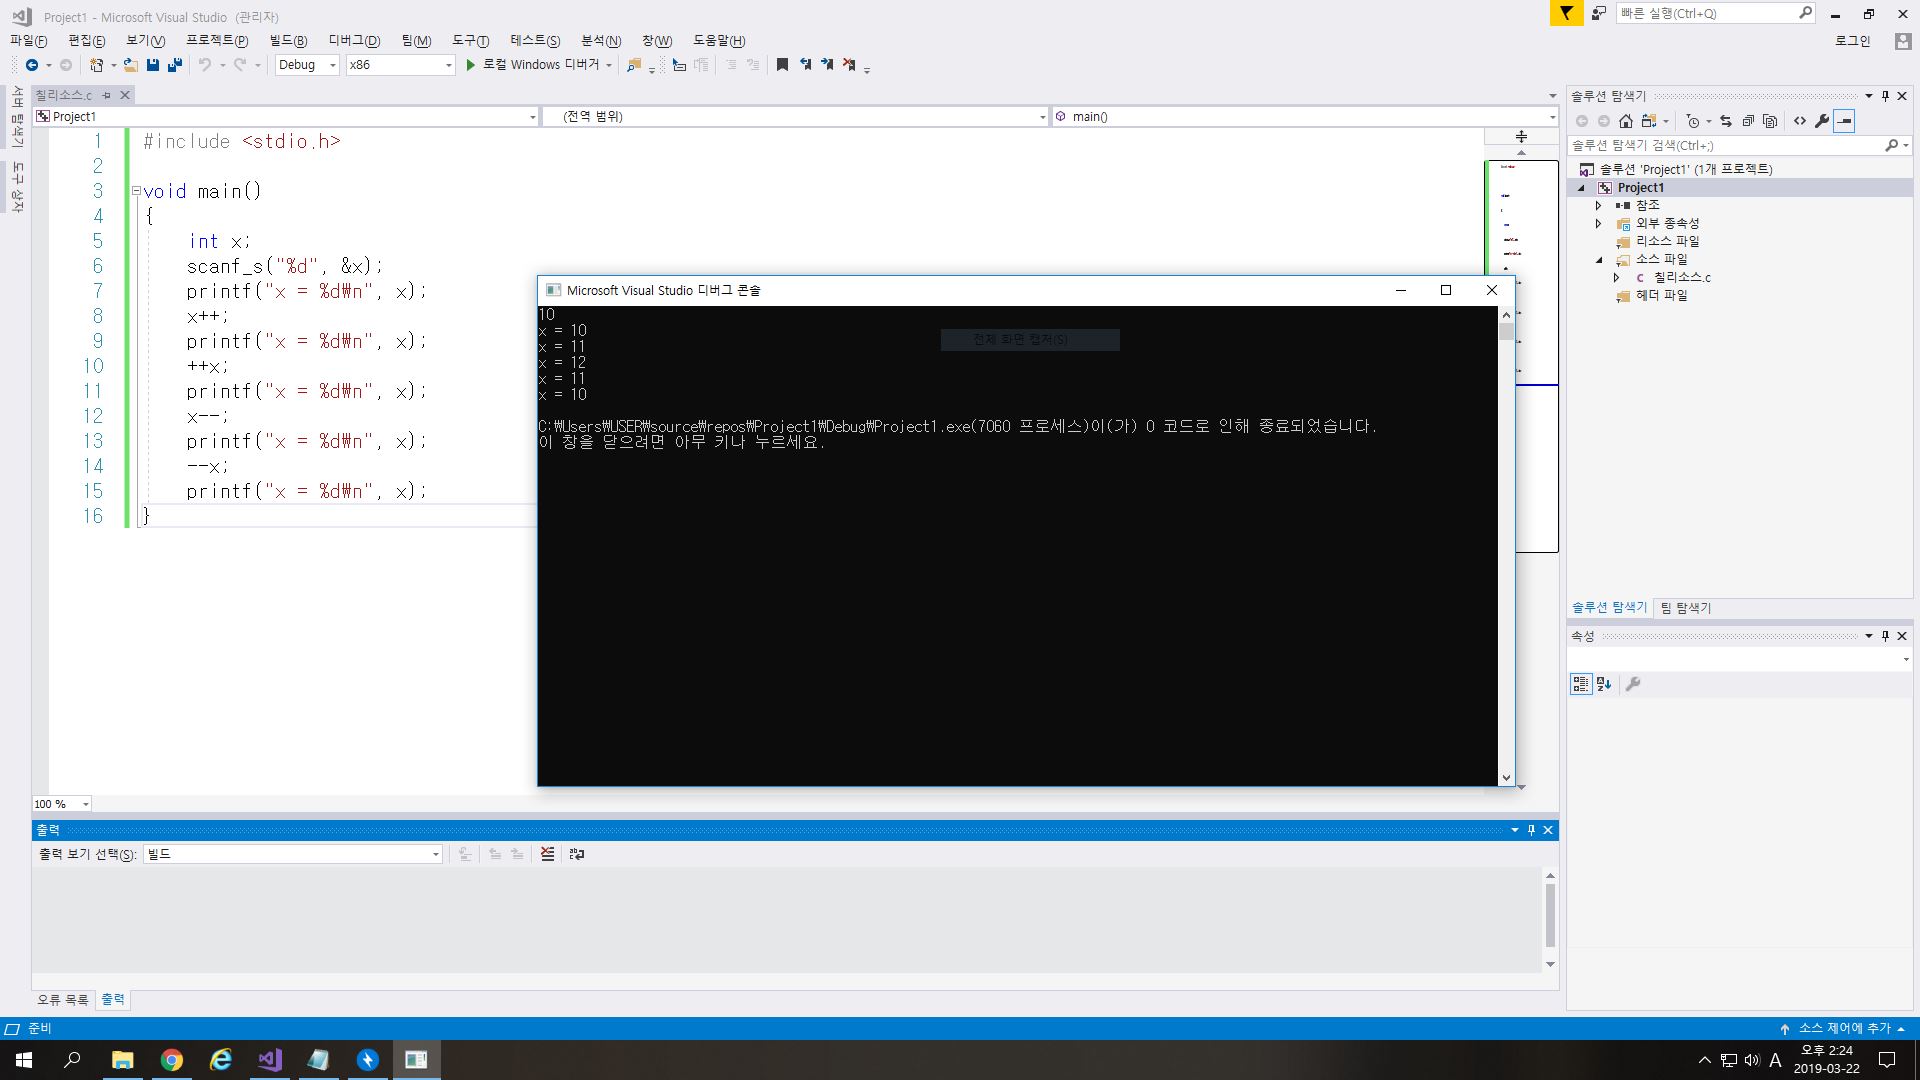 Project1 - Microsoft Visual Studio (관리자)
빠른 실행(Ctrl+Q)
파일(F) 편집(E) 보기(V) 프로젝트(P) 빌드(B) 디버그(D) 팀(M) 도구(T) 테스트(S) 분석(N) 창(W) 도움말(H)
로그인
Debug x86 로컬 Windows 디버거
서버 탐색기
도구 상자
칠리소스.c
Project1 (전역 범위) main()
1 #include <stdio.h>
2
3 void main()
4 {
5 int x;
6 scanf_s("%d", &x);
7 printf("x = %d₩n", x);
8 x++;
9 printf("x = %d₩n", x);
10 ++x;
11 printf("x = %d₩n", x);
12 x--;
13 printf("x = %d₩n", x);
14 --x;
15 printf("x = %d₩n", x);
16 }
Microsoft Visual Studio 디버그 콘솔
10
x = 10
x = 11
x = 12
x = 11
x = 10
전체 화면 캡처(S)
C:₩Users₩USER₩source₩repos₩Project1₩Debug₩Project1.exe(7060 프로세스)이(가) 0 코드로 인해 종료되었습니다.
이 창을 닫으려면 아무 키나 누르세요.
솔루션 탐색기
솔루션 탐색기 검색(Ctrl+;)
솔루션 'Project1' (1개 프로젝트)
Project1
참조
외부 종속성
리소스 파일
소스 파일
칠리소스.c
헤더 파일
솔루션 탐색기 팀 탐색기
속성
100 %
출력
출력 보기 선택(S): 빌드
오류 목록 출력
준비
소스 제어에 추가
A
오후 2:24
2019-03-22